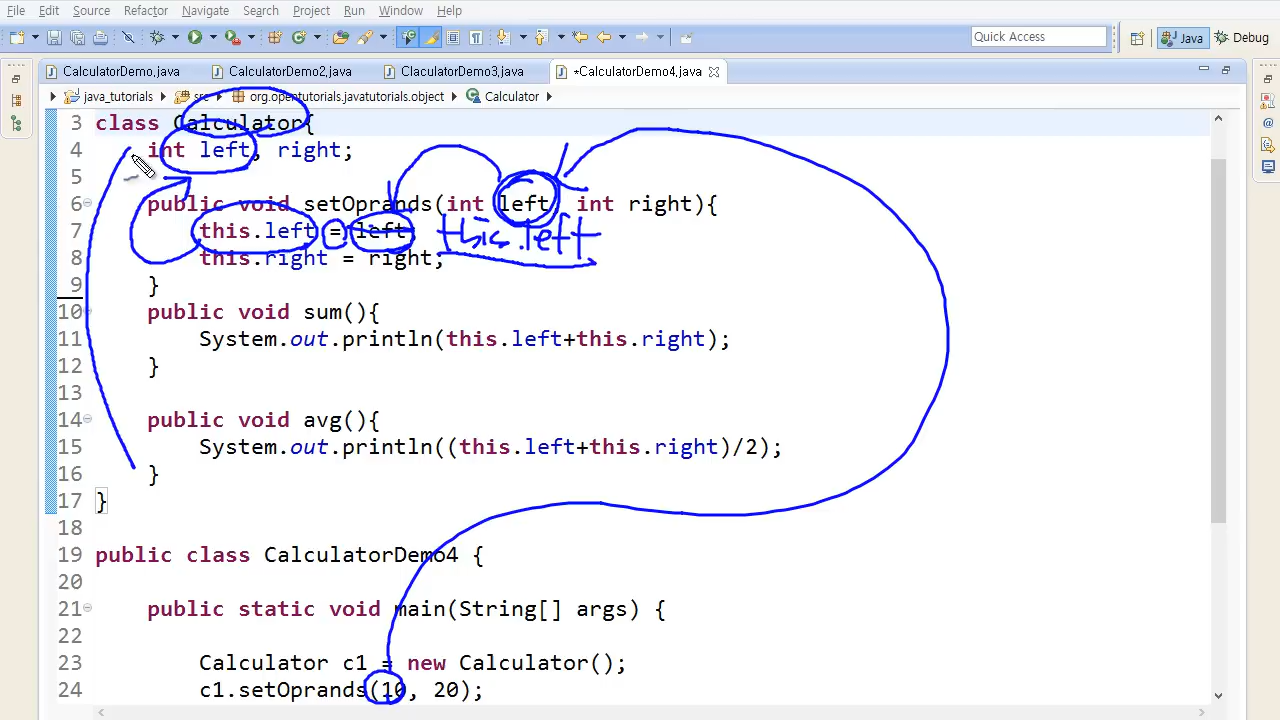 File Edit Source Refactor Navigate Search Project Run Window Help
Quick Access Java Debug
CalculatorDemo.java CalculatorDemo2.java ClaculatorDemo3.java *CalculatorDemo4.java
java_tutorials src org.opentutorials.javatutorials.object Calculator
3 class Calculator{
4 int left, right;
5
6 public void setOprands(int left, int right){
7 this.left = left; this.left
8 this.right = right;
9 }
10 public void sum(){
11 System.out.println(this.left+this.right);
12 }
13
14 public void avg(){
15 System.out.println((this.left+this.right)/2);
16 }
17 }
18
19 public class CalculatorDemo4 {
20
21 public static void main(String[] args) {
22
23 Calculator c1 = new Calculator();
24 c1.setOprands(10, 20);